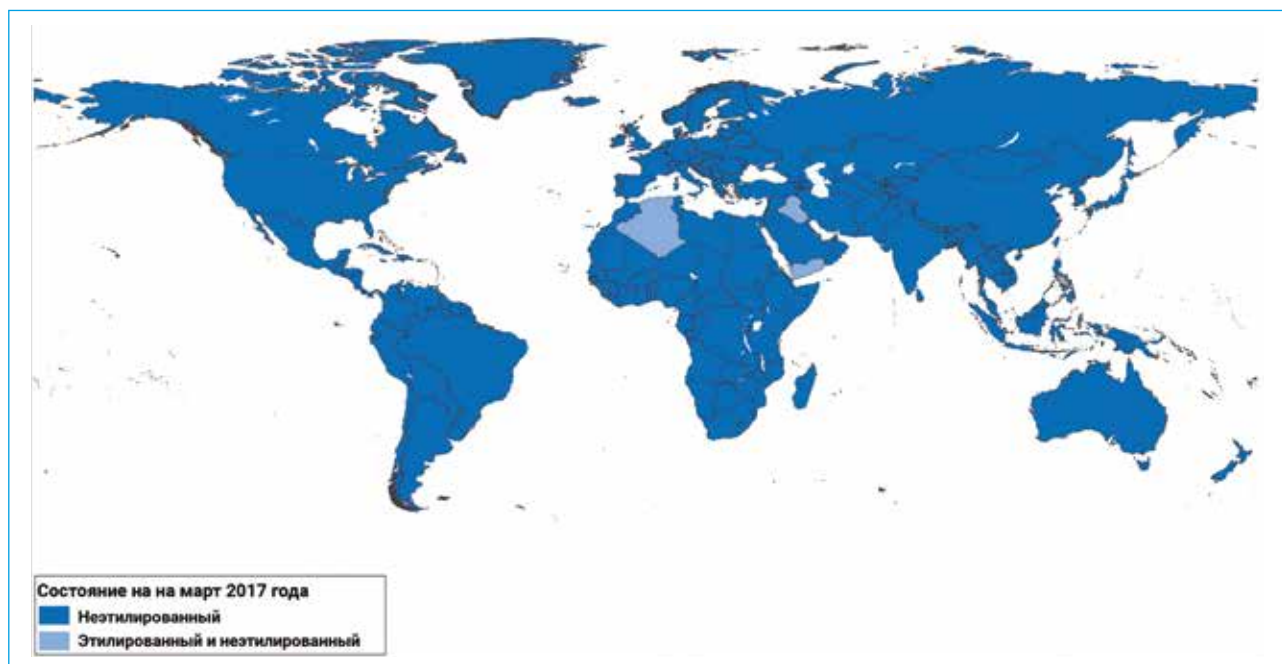 Состояние на на март 2017 года
Неэтилированный
Этилированный и неэтилированный